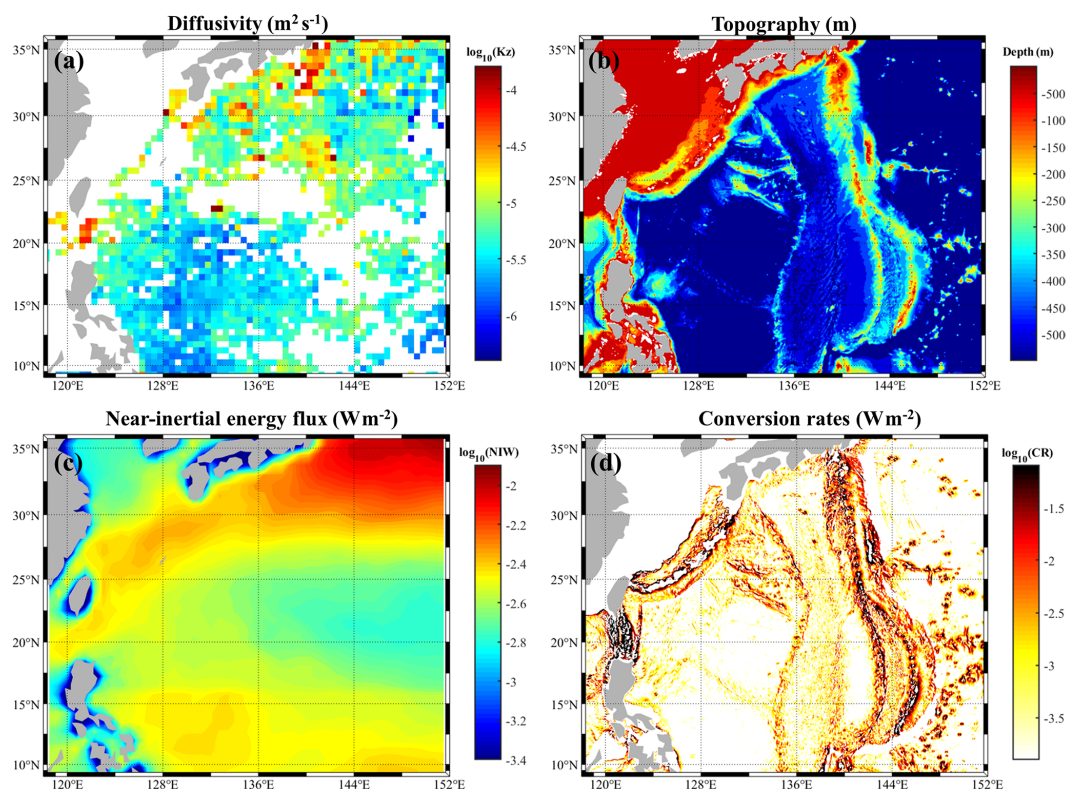 Diffusivity (m² s⁻¹)
(a)
log₁₀(Kz)
-4
-4.5
-5
-5.5
-6
35°N
30°N
25°N
20°N
15°N
10°N
120°E
128°E
136°E
144°E
152°E
Topography (m)
(b)
Depth (m)
-500
-100
-150
-200
-250
-300
-350
-400
-450
-500
35°N
30°N
25°N
20°N
15°N
10°N
120°E
128°E
136°E
144°E
152°E
Near-inertial energy flux (Wm⁻²)
(c)
log₁₀(NIW)
-2
-2.2
-2.4
-2.6
-2.8
-3
-3.2
-3.4
35°N
30°N
25°N
20°N
15°N
10°N
120°E
128°E
136°E
144°E
152°E
Conversion rates (Wm⁻²)
(d)
log₁₀(CR)
-1.5
-2
-2.5
-3
-3.5
35°N
30°N
25°N
20°N
15°N
10°N
120°E
128°E
136°E
144°E
152°E